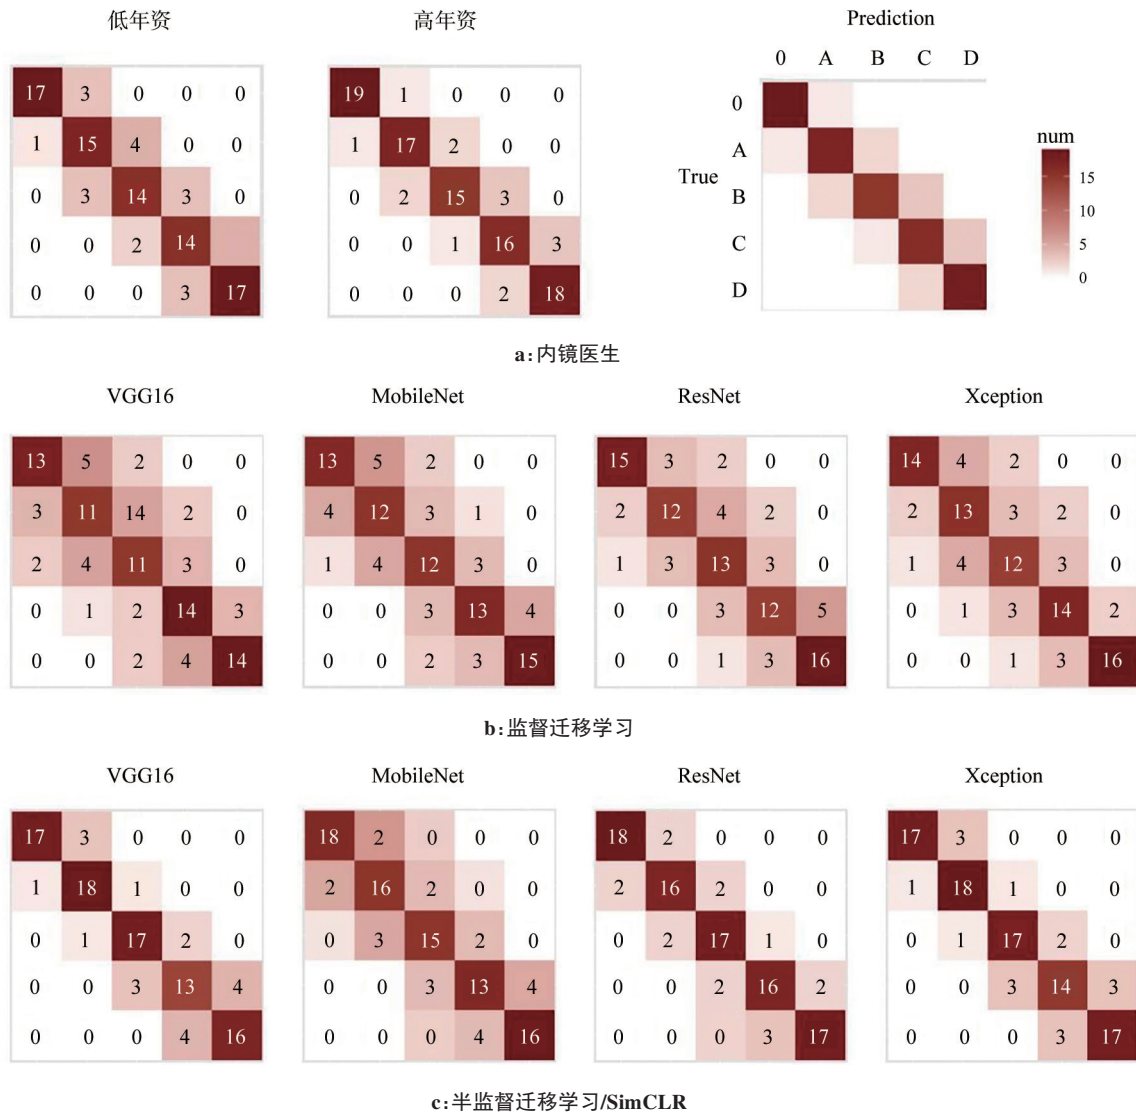 低年资 高年资 Prediction
0 A B C D
17 3 0 0 0
1 15 4 0 0
0 3 14 3 0
0 0 2 14
0 0 0 3 17
19 1 0 0 0
1 17 2 0 0
0 2 15 3 0
0 0 1 16 3
0 0 0 2 18
0
A
True
B
C
D
num
15
10
5
0
a:内镜医生
VGG16 MobileNet ResNet Xception
13 5 2 0 0
3 11 14 2 0
2 4 11 3 0
0 1 2 14 3
0 0 2 4 14
13 5 2 0 0
4 12 3 1 0
1 4 12 3 0
0 0 3 13 4
0 0 2 3 15
15 3 2 0 0
2 12 4 2 0
1 3 13 3 0
0 0 3 12 5
0 0 1 3 16
14 4 2 0 0
2 13 3 2 0
1 4 12 3 0
0 1 3 14 2
0 0 1 3 16
b:监督迁移学习
VGG16 MobileNet ResNet Xception
17 3 0 0 0
1 18 1 0 0
0 1 17 2 0
0 0 3 13 4
0 0 0 4 16
18 2 0 0 0
2 16 2 0 0
0 3 15 2 0
0 0 3 13 4
0 0 0 4 16
18 2 0 0 0
2 16 2 0 0
0 2 17 1 0
0 0 2 16 2
0 0 0 3 17
17 3 0 0 0
1 18 1 0 0
0 1 17 2 0
0 0 3 14 3
0 0 0 3 17
c:半监督迁移学习/SimCLR